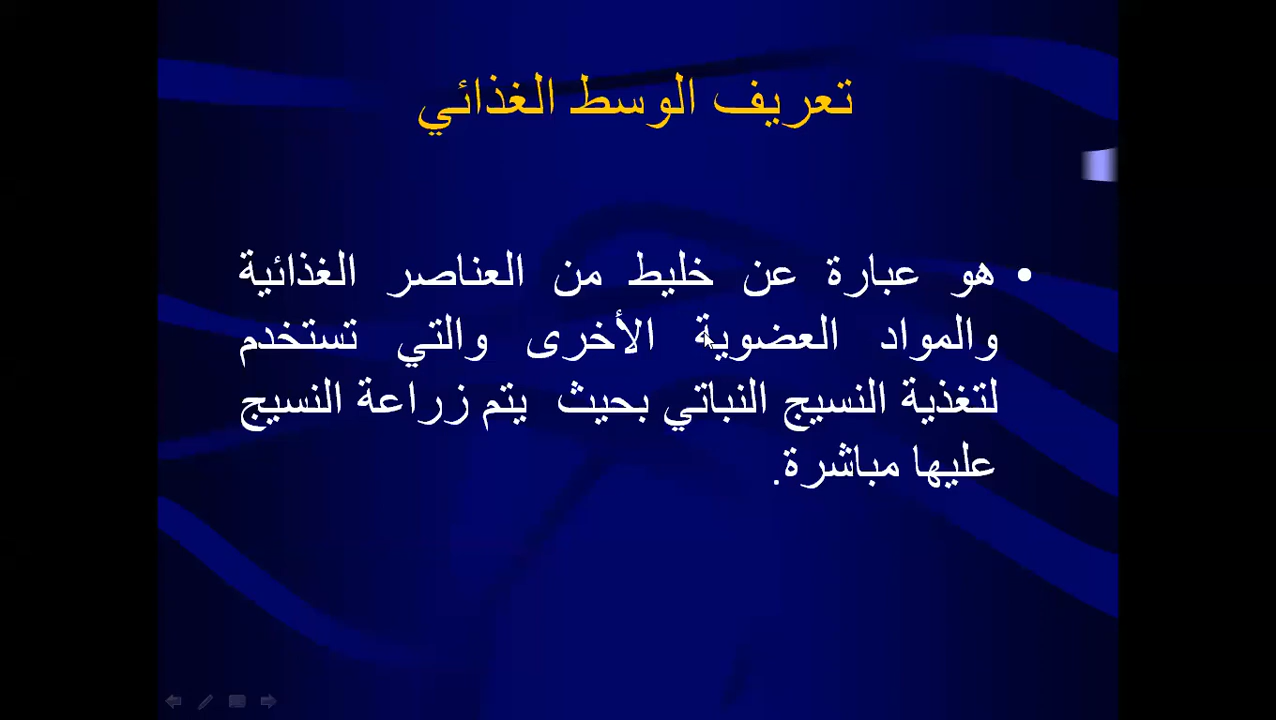 تعريف الوسط الغذائي
• هو عبارة عن خليط من العناصر الغذائية
والمواد العضوية الأخرى والتي تستخدم
لتغذية النسيج النباتي بحيث يتم زراعة النسيج
عليها مباشرة.